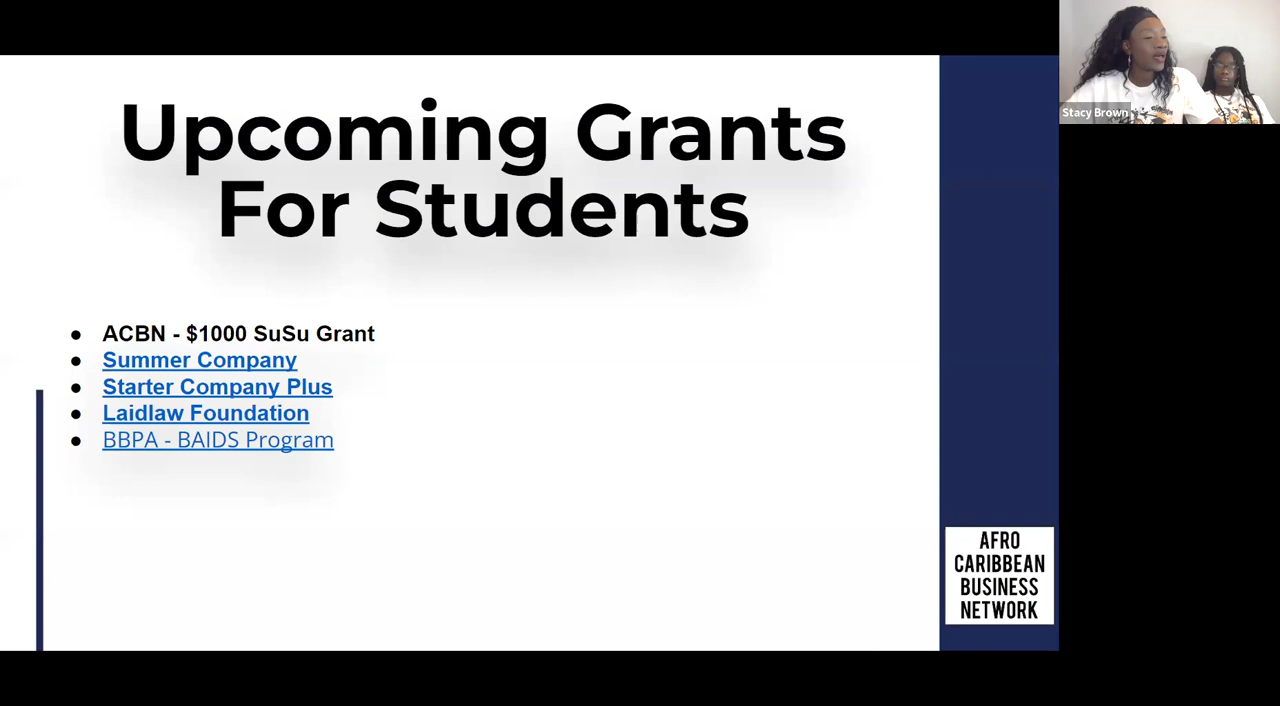 Upcoming Grants
For Students
● ACBN - $1000 SuSu Grant
● Summer Company
● Starter Company Plus
● Laidlaw Foundation
● BBPA - BAIDS Program
AFRO
CARIBBEAN
BUSINESS
NETWORK
Stacy Brown